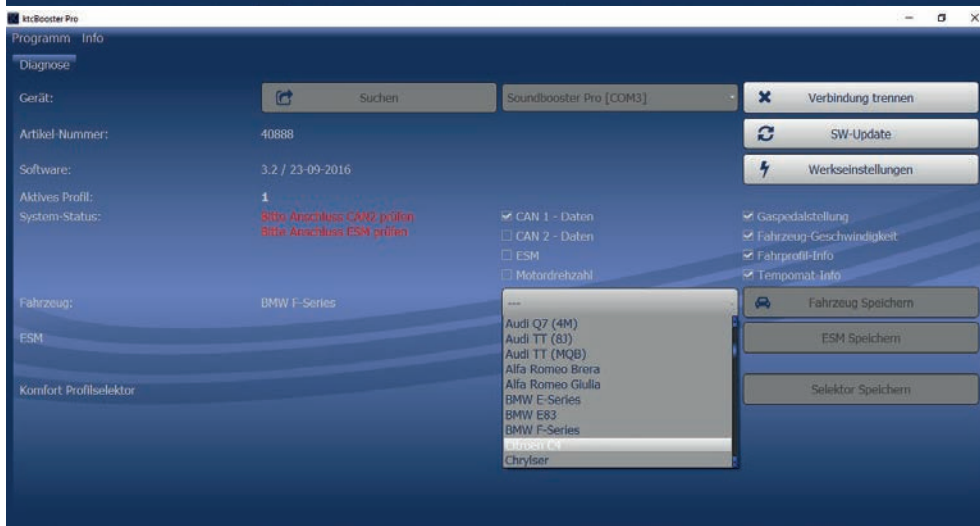 ktcBooster Pro
Programm Info
Diagnose
Gerät: Suchen Soundbooster Pro [COM3] Verbindung trennen
Artikel-Nummer: 40888 SW-Update
Software: 3.2 / 23-09-2016 Werkseinstellungen
Aktives Profil: 1
System-Status: Bitte Anschluss CAN2 prüfen CAN 1 - Daten Gaspedalstellung
Bitte Anschluss ESM prüfen CAN 2 - Daten Fahrzeug-Geschwindigkeit
ESM Fahrprofil-Info
Motordrehzahl Tempomat-Info
Fahrzeug: BMW F-Series --- Fahrzeug Speichern
Audi Q7 (4M)
ESM Audi TT (8J) ESM Speichern
Audi TT (MQB)
Alfa Romeo Brera
Alfa Romeo Giulia
Komfort Profilselektor BMW E-Series Selektor Speichern
BMW E83
BMW F-Series
Citroen C4
Chrylser